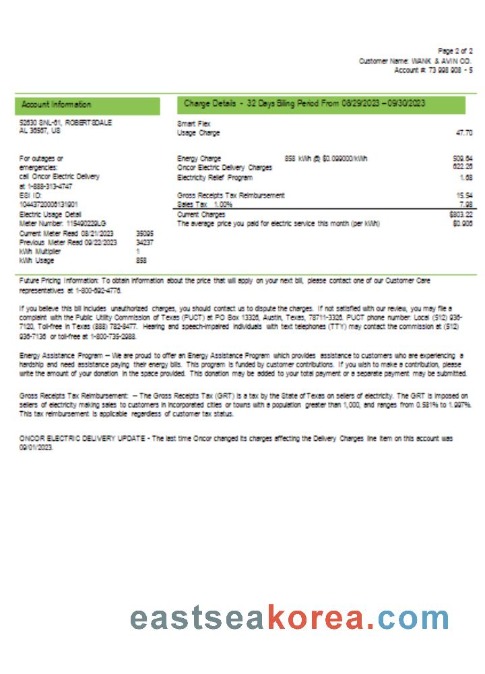 Page 2 of 2
Customer Name: WANK & AVIN CO.
Account #: 73 998 908 - 5
Account Information
Charge Details - 32 Days Billing Period From 08/29/2023 – 09/30/2023
52630 SNL-61, ROBERTSDALE
AL 36567, US
Smart Flex
Usage Charge 47.70
For outages or
emergencies:
call Oncor Electric Delivery
at 1-888-313-4747
ESI ID:
10443720006131901
Electric Usage Detail
Meter Number: 115490229LG
Current Meter Read 08/21/2023 35095
Previous Meter Read 09/22/2023 34237
kWh Multiplier 1
kWh Usage 858
Energy Charge 858 kWh @ $0.099000/kWh 509.64
Oncor Electric Delivery Charges 622.26
Electricity Relief Program 1.68
Gross Receipts Tax Reimbursement 15.94
Sales Tax 1.00% 7.98
Current Charges $803.22
The average price you paid for electric service this month (per kWh) $0.906
Future Pricing Information: To obtain information about the price that will apply on your next bill, please contact one of our Customer Care
representatives at 1-800-692-4776.
If you believe this bill includes unauthorized charges, you should contact us to dispute the charges. If not satisfied with our review, you may file a
complaint with the Public Utility Commission of Texas (PUCT) at PO Box 13326, Austin, Texas, 78711-3326. PUCT phone number: Local (512) 936-
7120, Toll-free in Texas (888) 782-8477. Hearing and speech-impaired individuals with text telephones (TTY) may contact the commission at (512)
936-7136 or toll-free at 1-800-735-2988.
Energy Assistance Program – We are proud to offer an Energy Assistance Program which provides assistance to customers who are experiencing a
hardship and need assistance paying their energy bills. This program is funded by customer contributions. If you wish to make a contribution, please
write the amount of your donation in the space provided. This donation may be added to your total payment or a separate payment may be submitted.
Gross Receipts Tax Reimbursement: – The Gross Receipts Tax (GRT) is a tax by the State of Texas on sellers of electricity. The GRT is imposed on
sellers of electricity making sales to customers in incorporated cities or towns with a population greater than 1,000, and ranges from 0.581% to 1.997%.
This tax reimbursement is applicable regardless of customer tax status.
ONCOR ELECTRIC DELIVERY UPDATE - The last time Oncor changed its charges affecting the Delivery Charges line item on this account was
09/01/2023.
eastseakorea.com